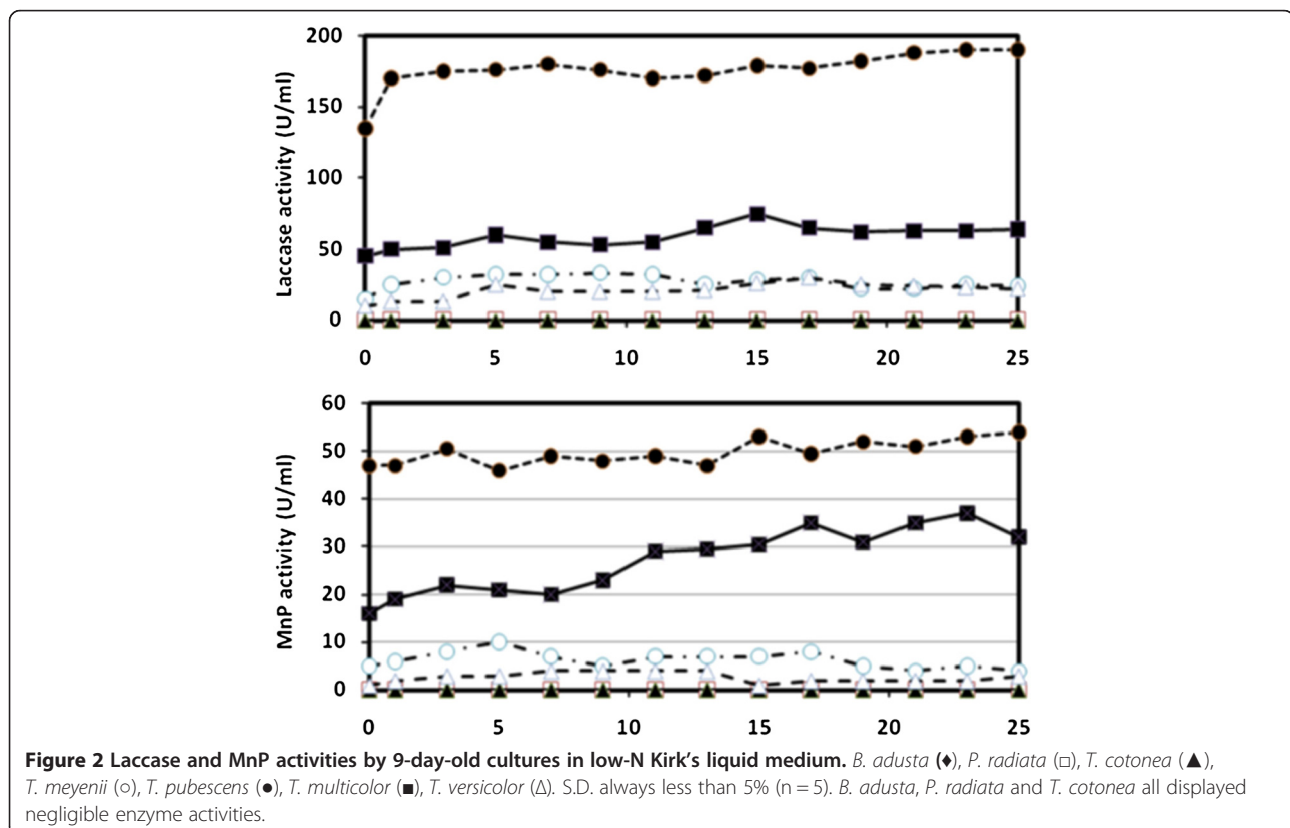 200
150
100
50
0
Laccase activity (U/ml)
0 5 10 15 20 25
60
50
40
30
20
10
0
MnP activity (U/ml)
0 5 10 15 20 25
Figure 2 Laccase and MnP activities by 9-day-old cultures in low-N Kirk's liquid medium. B. adusta (♦), P. radiata (□), T. cotonea (▲),
T. meyenii (○), T. pubescens (●), T. multicolor (■), T. versicolor (Δ). S.D. always less than 5% (n = 5). B. adusta, P. radiata and T. cotonea all displayed
negligible enzyme activities.